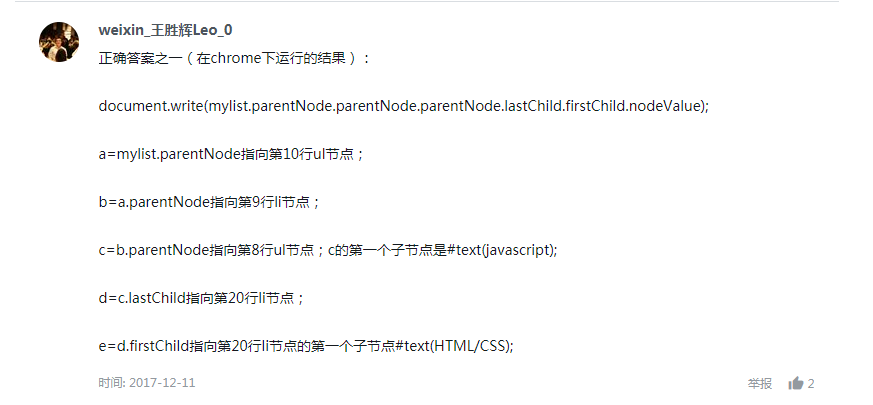 weixin_王胜辉Leo_0
正确答案之一（在chrome下运行的结果）：
document.write(mylist.parentNode.parentNode.parentNode.lastChild.firstChild.nodeValue);
a=mylist.parentNode指向第10行ul节点；
b=a.parentNode指向第9行li节点；
c=b.parentNode指向第8行ul节点；c的第一个子节点是#text(javascript);
d=c.lastChild指向第20行li节点；
e=d.firstChild指向第20行li节点的第一个子节点#text(HTML/CSS);
时间: 2017-12-11
举报 2